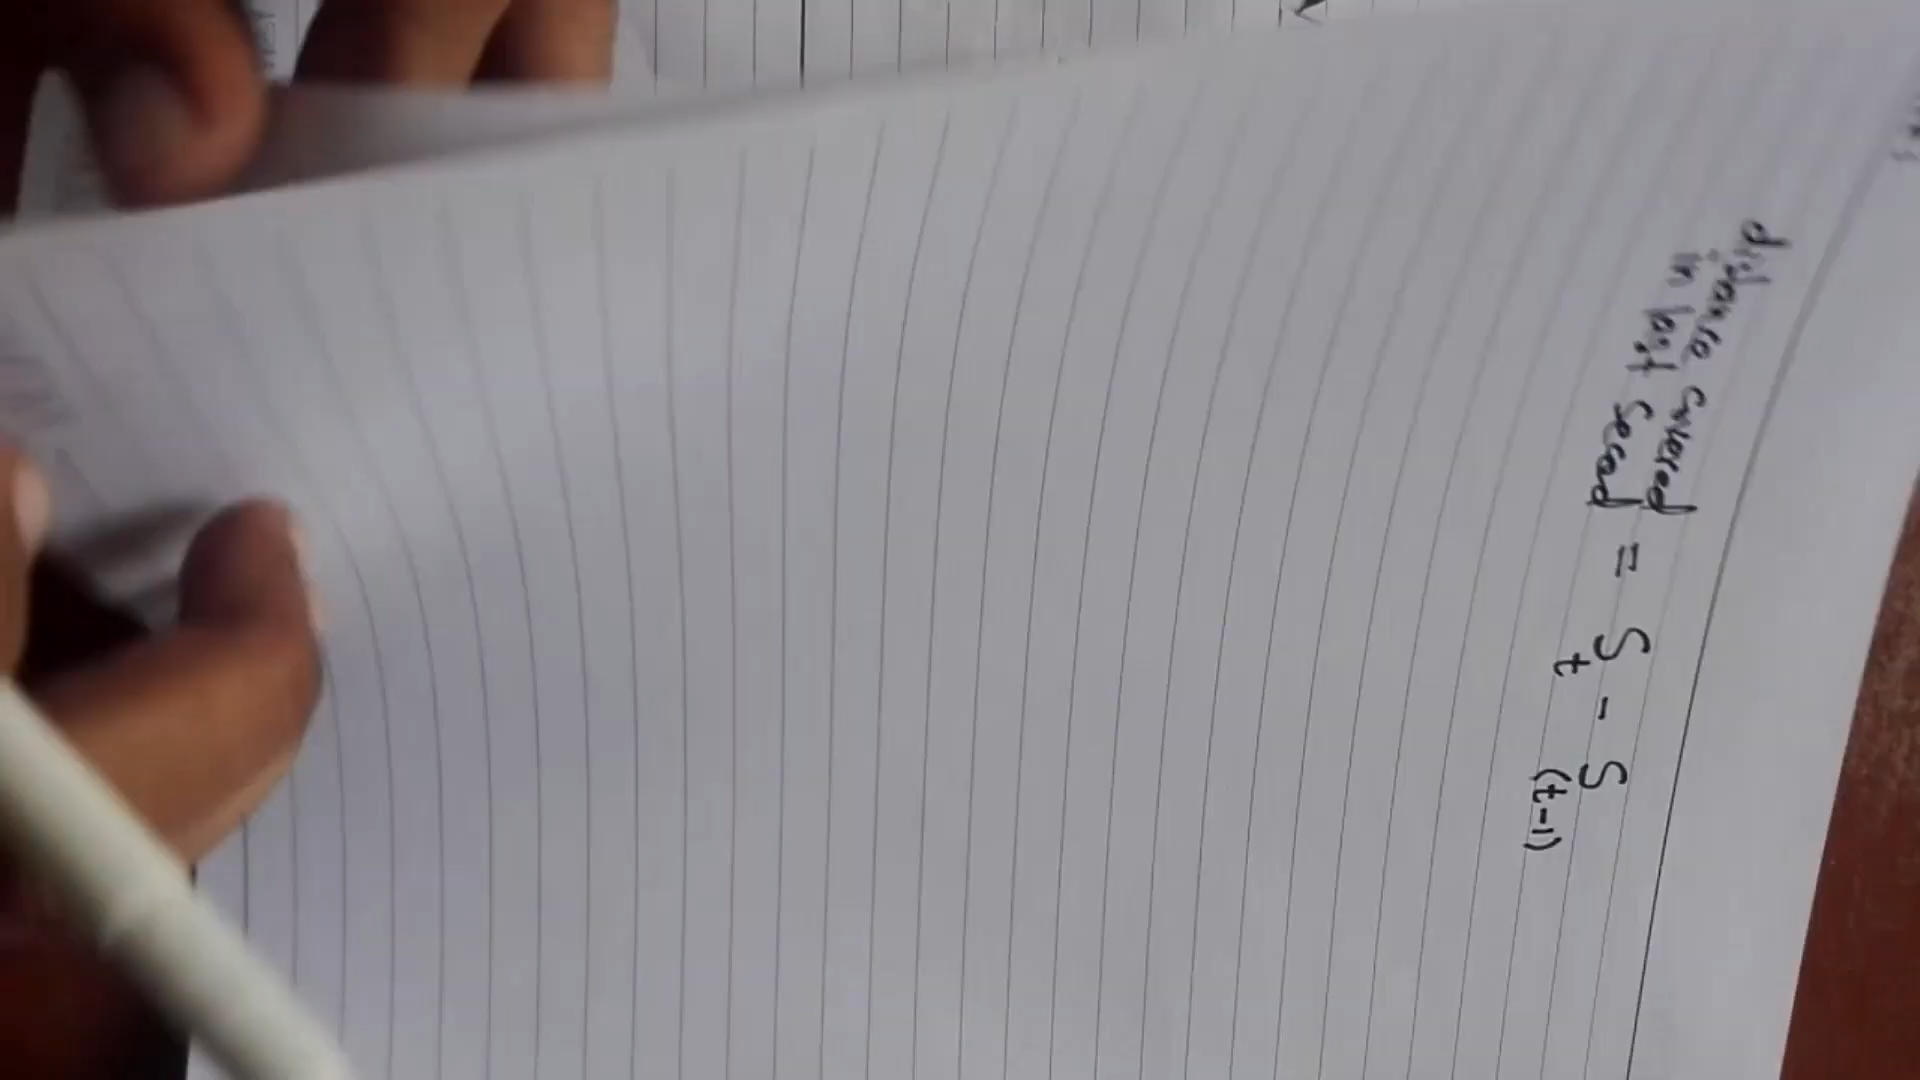 distance covered
in last Second = S_t - S_(t-1)